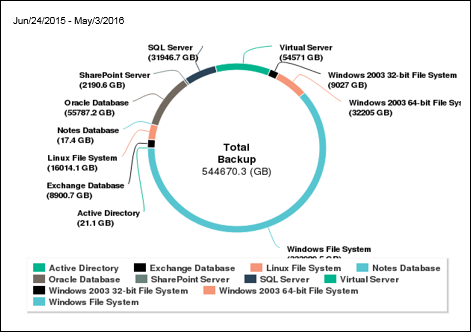 Jun/24/2015 - May/3/2016
SQL Server
(31946.7 GB)
Virtual Server
(54571 GB)
SharePoint Server
(2190.6 GB)
Windows 2003 32-bit File System
(9027 GB)
Oracle Database
(55787.2 GB)
Windows 2003 64-bit File Sys
(32205 GB)
Notes Database
(17.4 GB)
Total
Backup
544670.3 (GB)
Linux File System
(16014.1 GB)
Exchange Database
(8900.7 GB)
Active Directory
(21.1 GB)
Windows File System
Active Directory Exchange Database Linux File System Notes Database
Oracle Database SharePoint Server SQL Server Virtual Server
Windows 2003 32-bit File System Windows 2003 64-bit File System
Windows File System